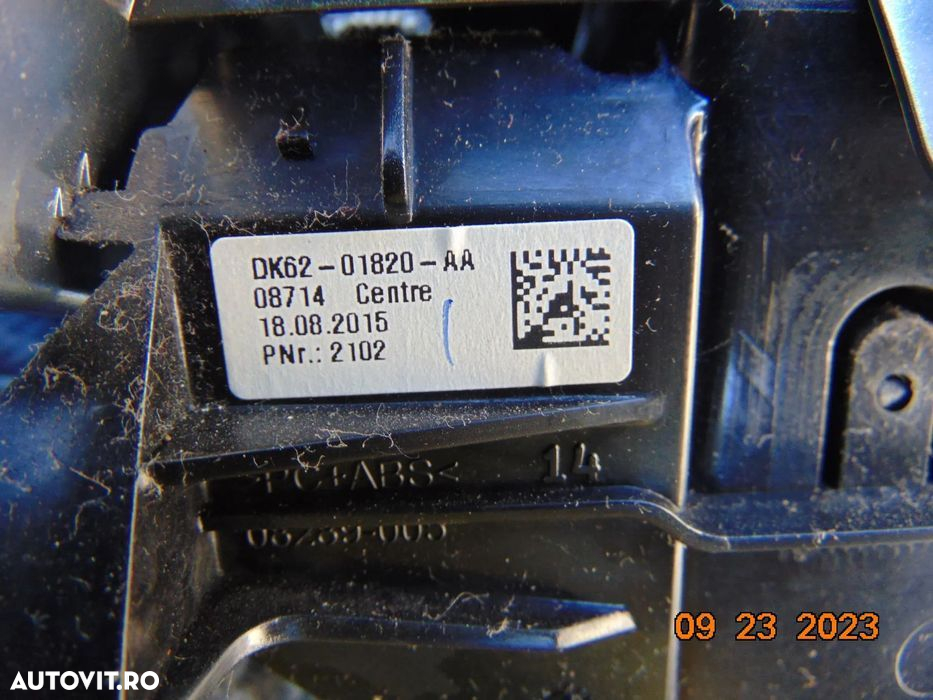 DK62-01820-AA
08714 Centre
18.08.2015
PNr.: 2102
>PC+ABS< 14
09 23 2023
AUTOVIT.RO